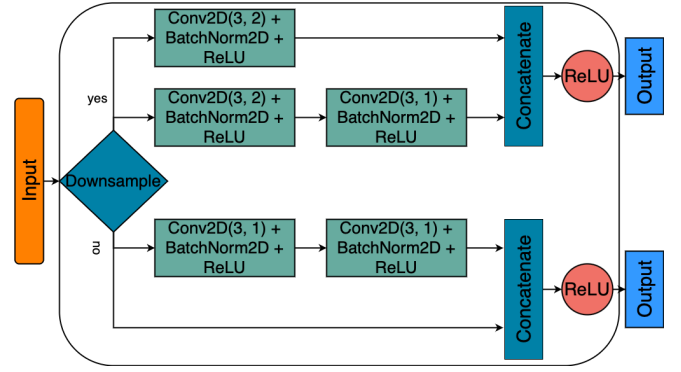 Input
Downsample
yes
no
Conv2D(3, 2) +
BatchNorm2D +
ReLU
Conv2D(3, 2) +
BatchNorm2D +
ReLU
Conv2D(3, 1) +
BatchNorm2D +
ReLU
Concatenate
ReLU
Output
Conv2D(3, 1) +
BatchNorm2D +
ReLU
Conv2D(3, 1) +
BatchNorm2D +
ReLU
Concatenate
ReLU
Output